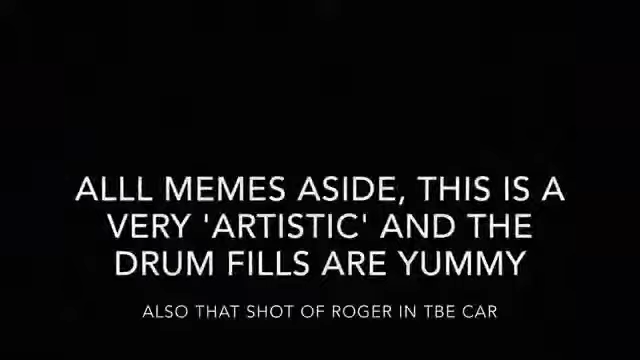 ALLL MEMES ASIDE, THIS IS A
VERY 'ARTISTIC' AND THE
DRUM FILLS ARE YUMMY
ALSO THAT SHOT OF ROGER IN TBE CAR